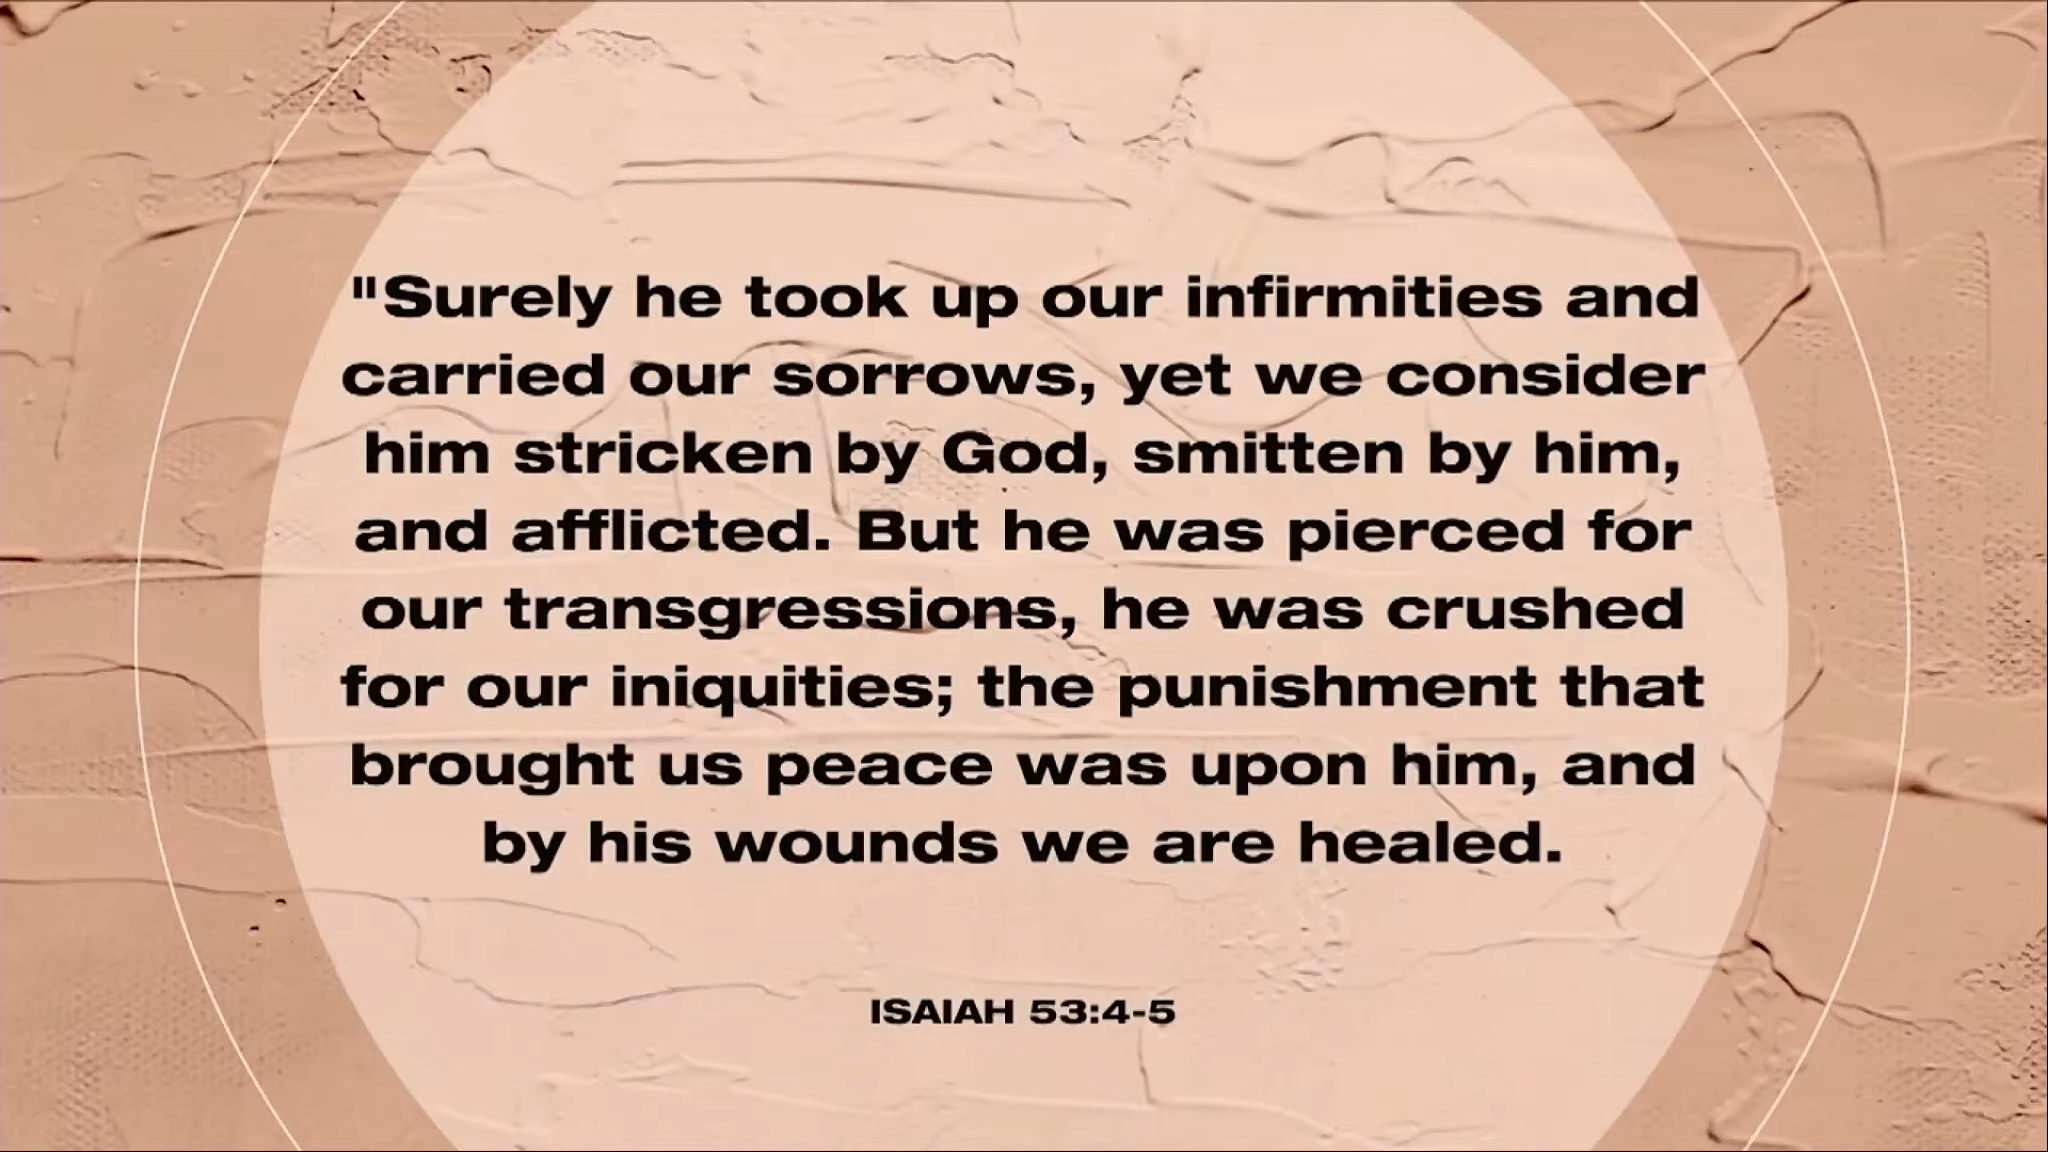 "Surely he took up our infirmities and
carried our sorrows, yet we consider
him stricken by God, smitten by him,
and afflicted. But he was pierced for
our transgressions, he was crushed
for our iniquities; the punishment that
brought us peace was upon him, and
by his wounds we are healed.
ISAIAH 53:4-5